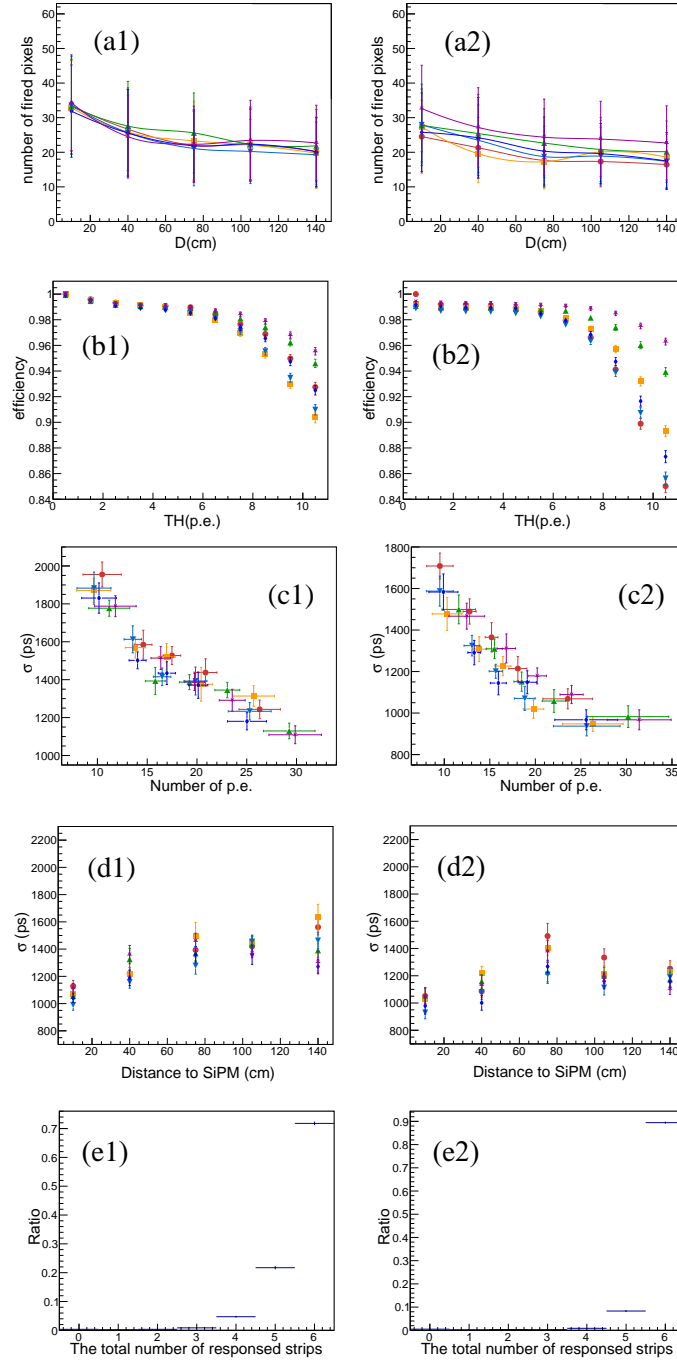 (a1)
number of fired pixels
60
50
40
30
20
10
0
20 40 60 80 100 120 140
D(cm)
(a2)
number of fired pixels
60
50
40
30
20
10
0
20 40 60 80 100 120 140
D(cm)
(b1)
efficiency
1
0.98
0.96
0.94
0.92
0.9
0.88
0.86
0.84
0 2 4 6 8 10
TH(p.e.)
(b2)
efficiency
1
0.98
0.96
0.94
0.92
0.9
0.88
0.86
0.84
0 2 4 6 8 10
TH(p.e.)
(c1)
σ (ps)
2000
1800
1600
1400
1200
1000
10 15 20 25 30
Number of p.e.
(c2)
σ (ps)
1800
1600
1400
1200
1000
800
10 15 20 25 30 35
Number of p.e.
(d1)
σ (ps)
2200
2000
1800
1600
1400
1200
1000
800
20 40 60 80 100 120 140
Distance to SiPM (cm)
(d2)
σ (ps)
2200
2000
1800
1600
1400
1200
1000
800
20 40 60 80 100 120 140
Distance to SiPM (cm)
(e1)
Ratio
0.7
0.6
0.5
0.4
0.3
0.2
0.1
0
0 1 2 3 4 5 6
The total number of responsed strips
(e2)
Ratio
0.9
0.8
0.7
0.6
0.5
0.4
0.3
0.2
0.1
0
0 1 2 3 4 5 6
The total number of responsed strips